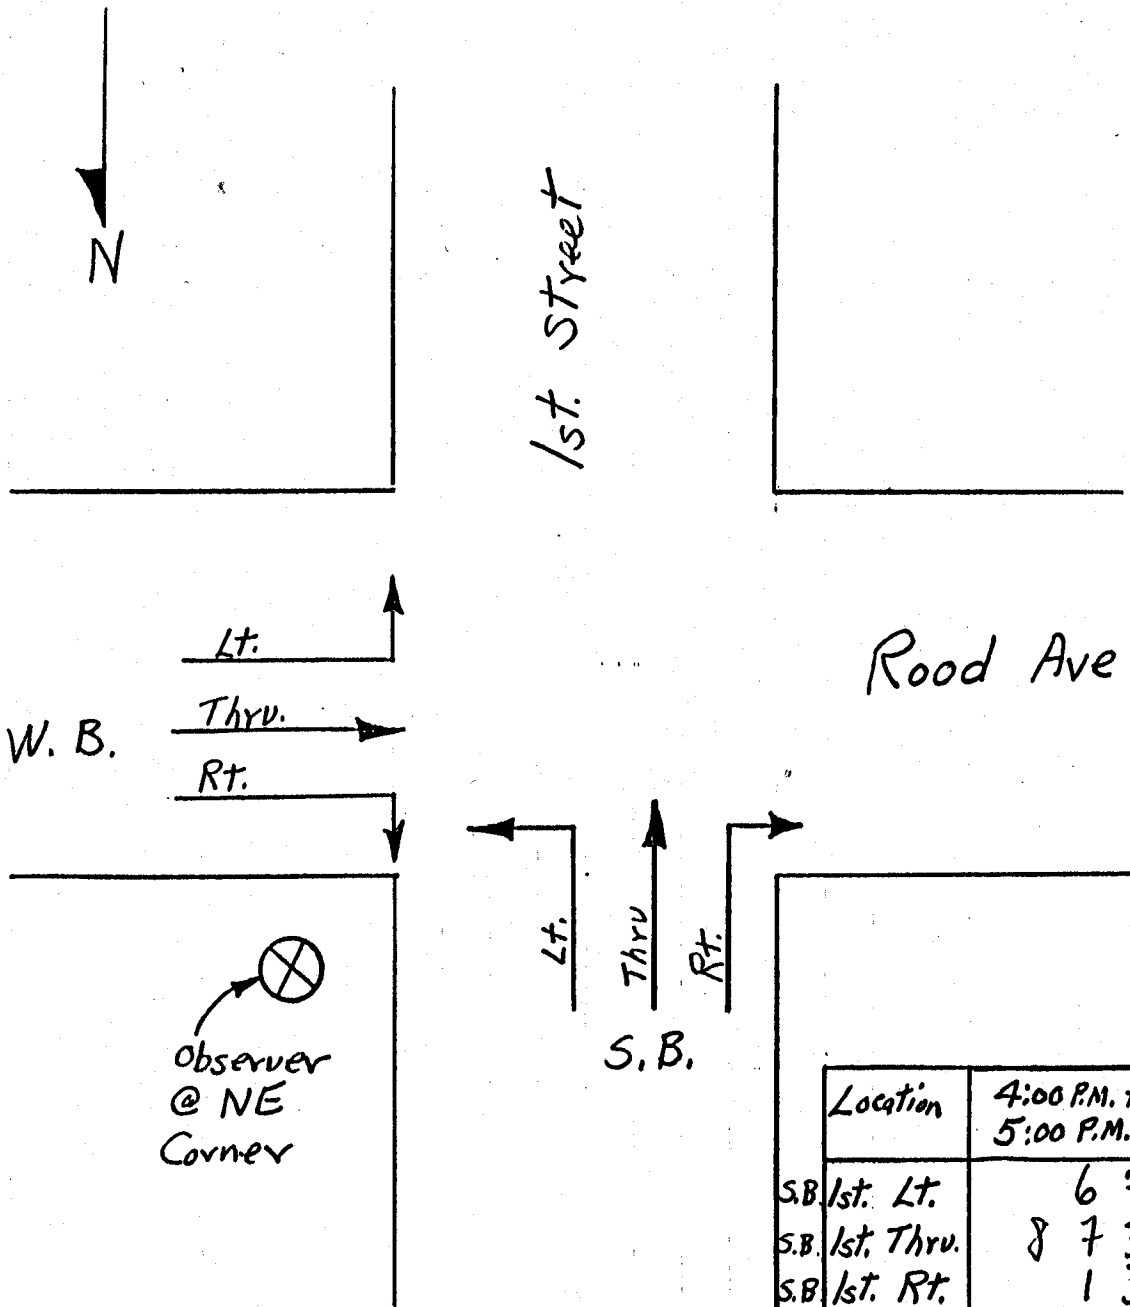 N
1st. Street
Lt.
Thru.
W. B.
Rt.
Rood Ave
Lt.
Thru
Rt.
S. B.
Observer
@ NE
Corner
Location
4:00 P.M.
5:00 P.M.
S.B. 1st. Lt. 6
S.B. 1st. Thru. 8 7
S.B 1st. Rt. 1